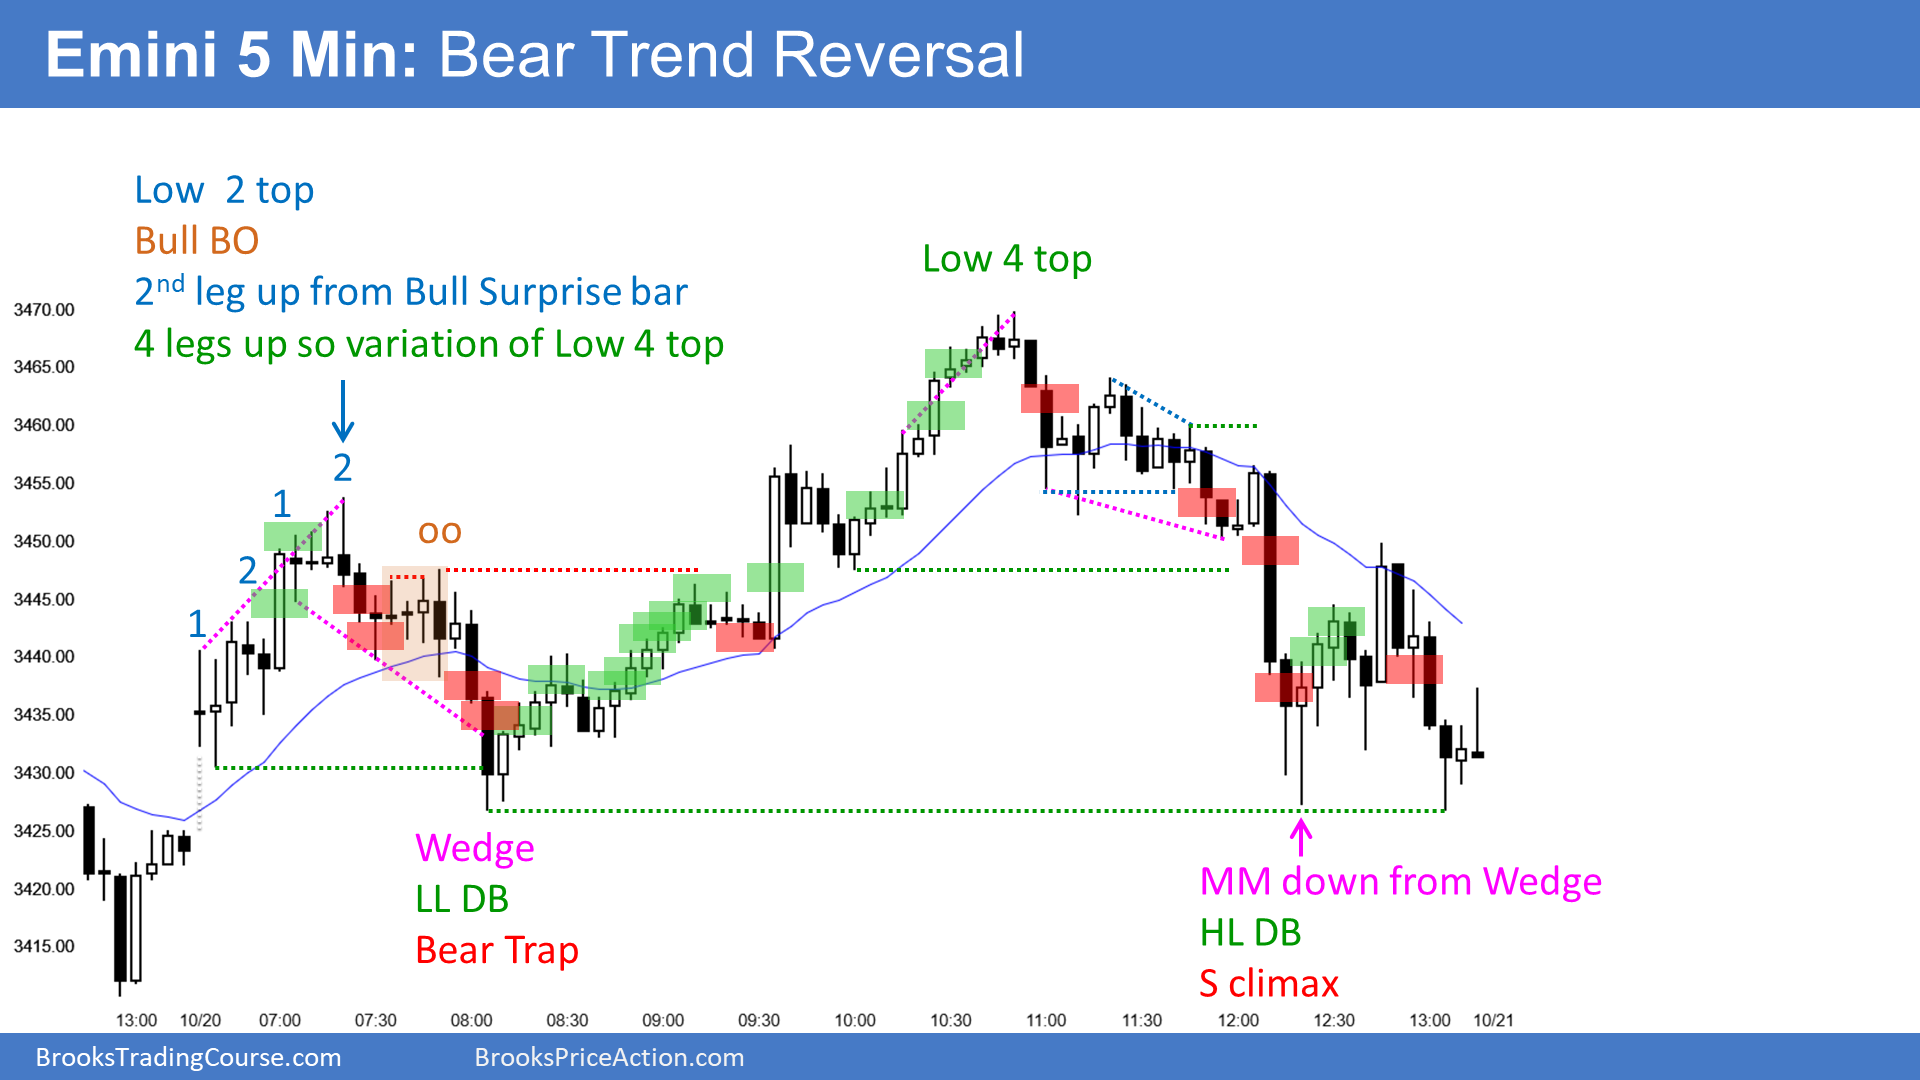 Emini 5 Min: Bear Trend Reversal
Low 2 top
Bull BO
2nd leg up from Bull Surprise bar
4 legs up so variation of Low 4 top
Low 4 top
3470.00
3465.00
3460.00
3455.00
3450.00
3445.00
3440.00
3435.00
3430.00
3425.00
3420.00
3415.00
1
2
1
2
oo
Wedge
LL DB
Bear Trap
MM down from Wedge
HL DB
S climax
13:00 10/20 07:00 07:30 08:00 08:30 09:00 09:30 10:00 10:30 11:00 11:30 12:00 12:30 13:00 10/21
BrooksTradingCourse.com BrooksPriceAction.com